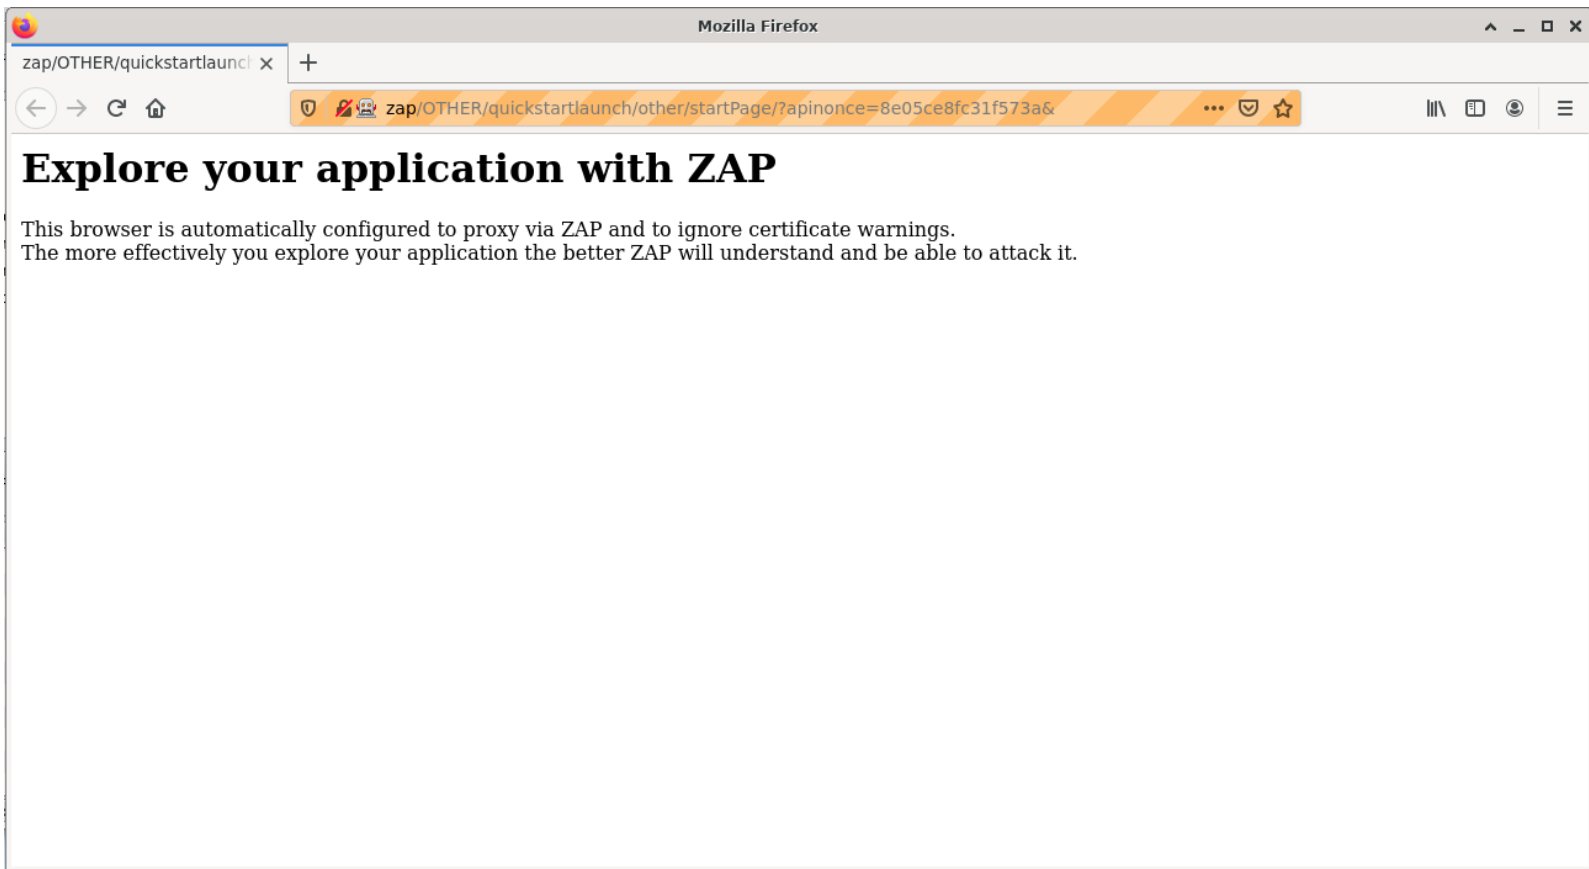 Mozilla Firefox
zap/OTHER/quickstartlaunch
zap/OTHER/quickstartlaunch/other/startPage/?apinonce=8e05ce8fc31f573a&
Explore your application with ZAP
This browser is automatically configured to proxy via ZAP and to ignore certificate warnings.
The more effectively you explore your application the better ZAP will understand and be able to attack it.